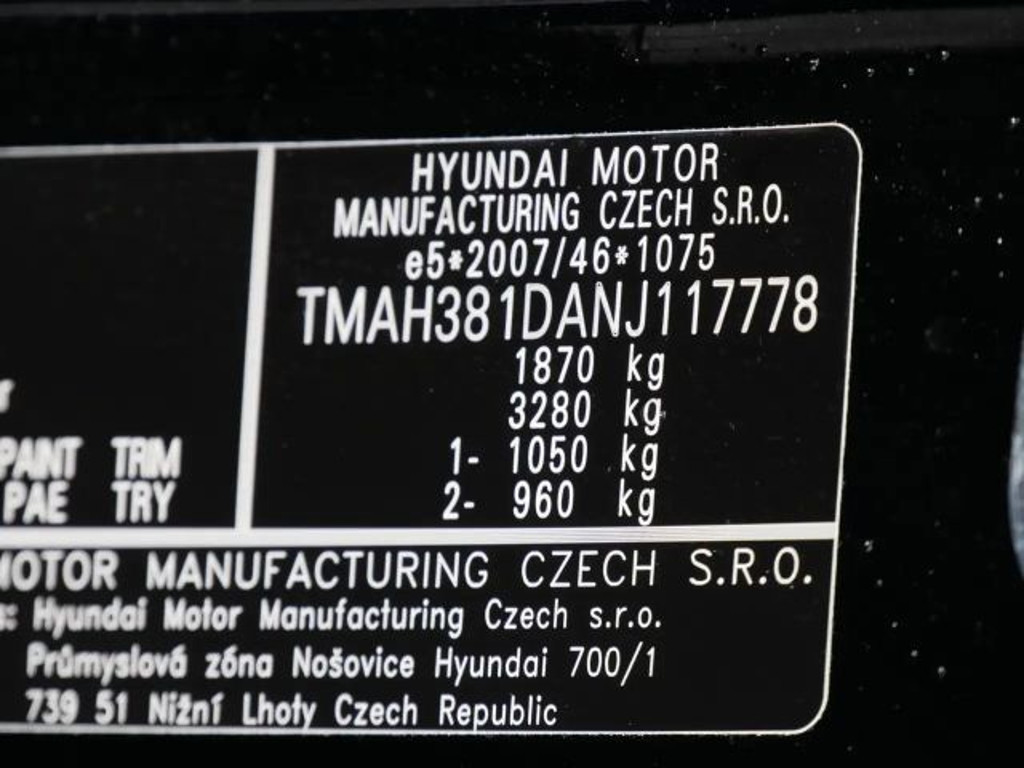 HYUNDAI MOTOR
MANUFACTURING CZECH S.R.O.
e5*2007/46*1075
TMAH381DANJ117778
1870 kg
3280 kg
1- 1050 kg
2- 960 kg
r
PANT TRIM
PAE TRY
MOTOR MANUFACTURING CZECH S.R.O.
s: Hyundai Motor Manufacturing Czech s.r.o.
Průmyslová zóna Nošovice Hyundai 700/1
739 51 Nižní Lhoty Czech Republic